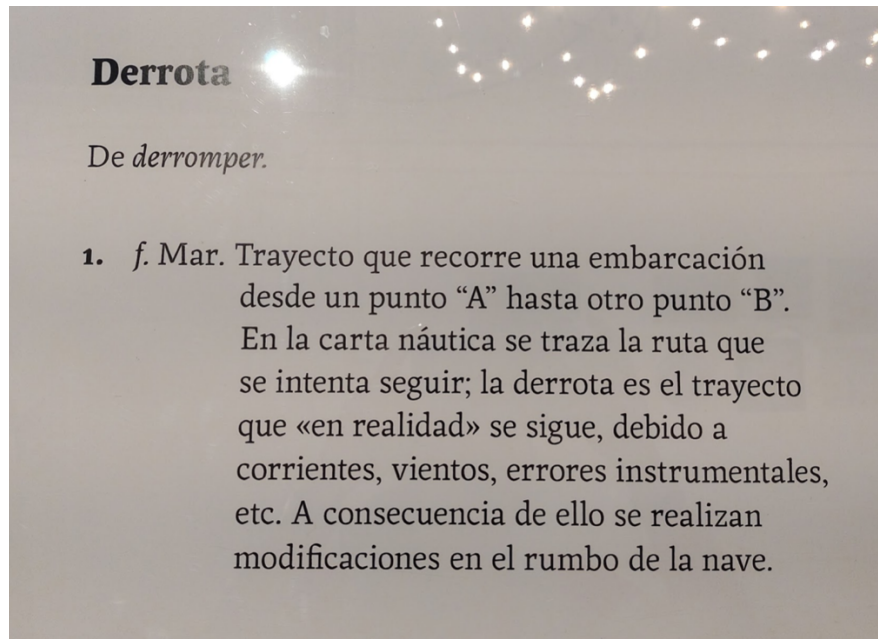 Derrota
De derromper.
1. f. Mar. Trayecto que recorre una embarcación
desde un punto “A” hasta otro punto “B”.
En la carta náutica se traza la ruta que
se intenta seguir; la derrota es el trayecto
que «en realidad» se sigue, debido a
corrientes, vientos, errores instrumentales,
etc. A consecuencia de ello se realizan
modificaciones en el rumbo de la nave.